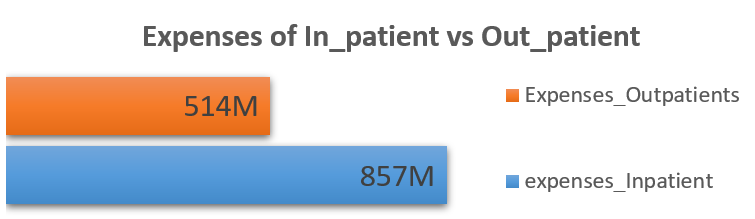 Expenses of In_patient vs Out_patient
514M
Expenses_Outpatients
857M
expenses_Inpatient